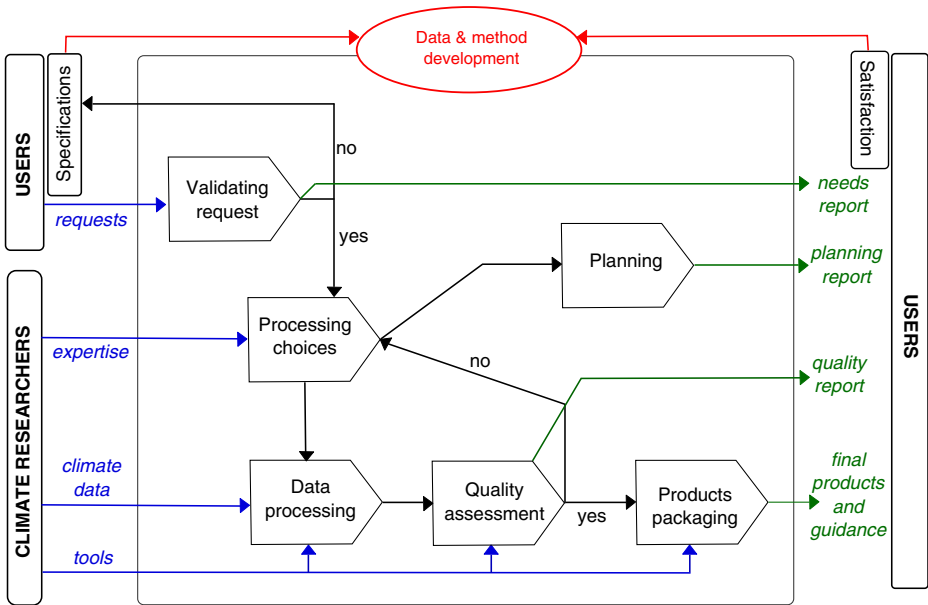 Data & method
development
USERS
Specifications
Satisfaction
USERS
no
Validating
request
requests
needs
report
yes
Planning
planning
report
CLIMATE RESEARCHERS
expertise
Processing
choices
no
quality
report
climate
data
Data
processing
Quality
assessment
yes
Products
packaging
final
products
and
guidance
tools